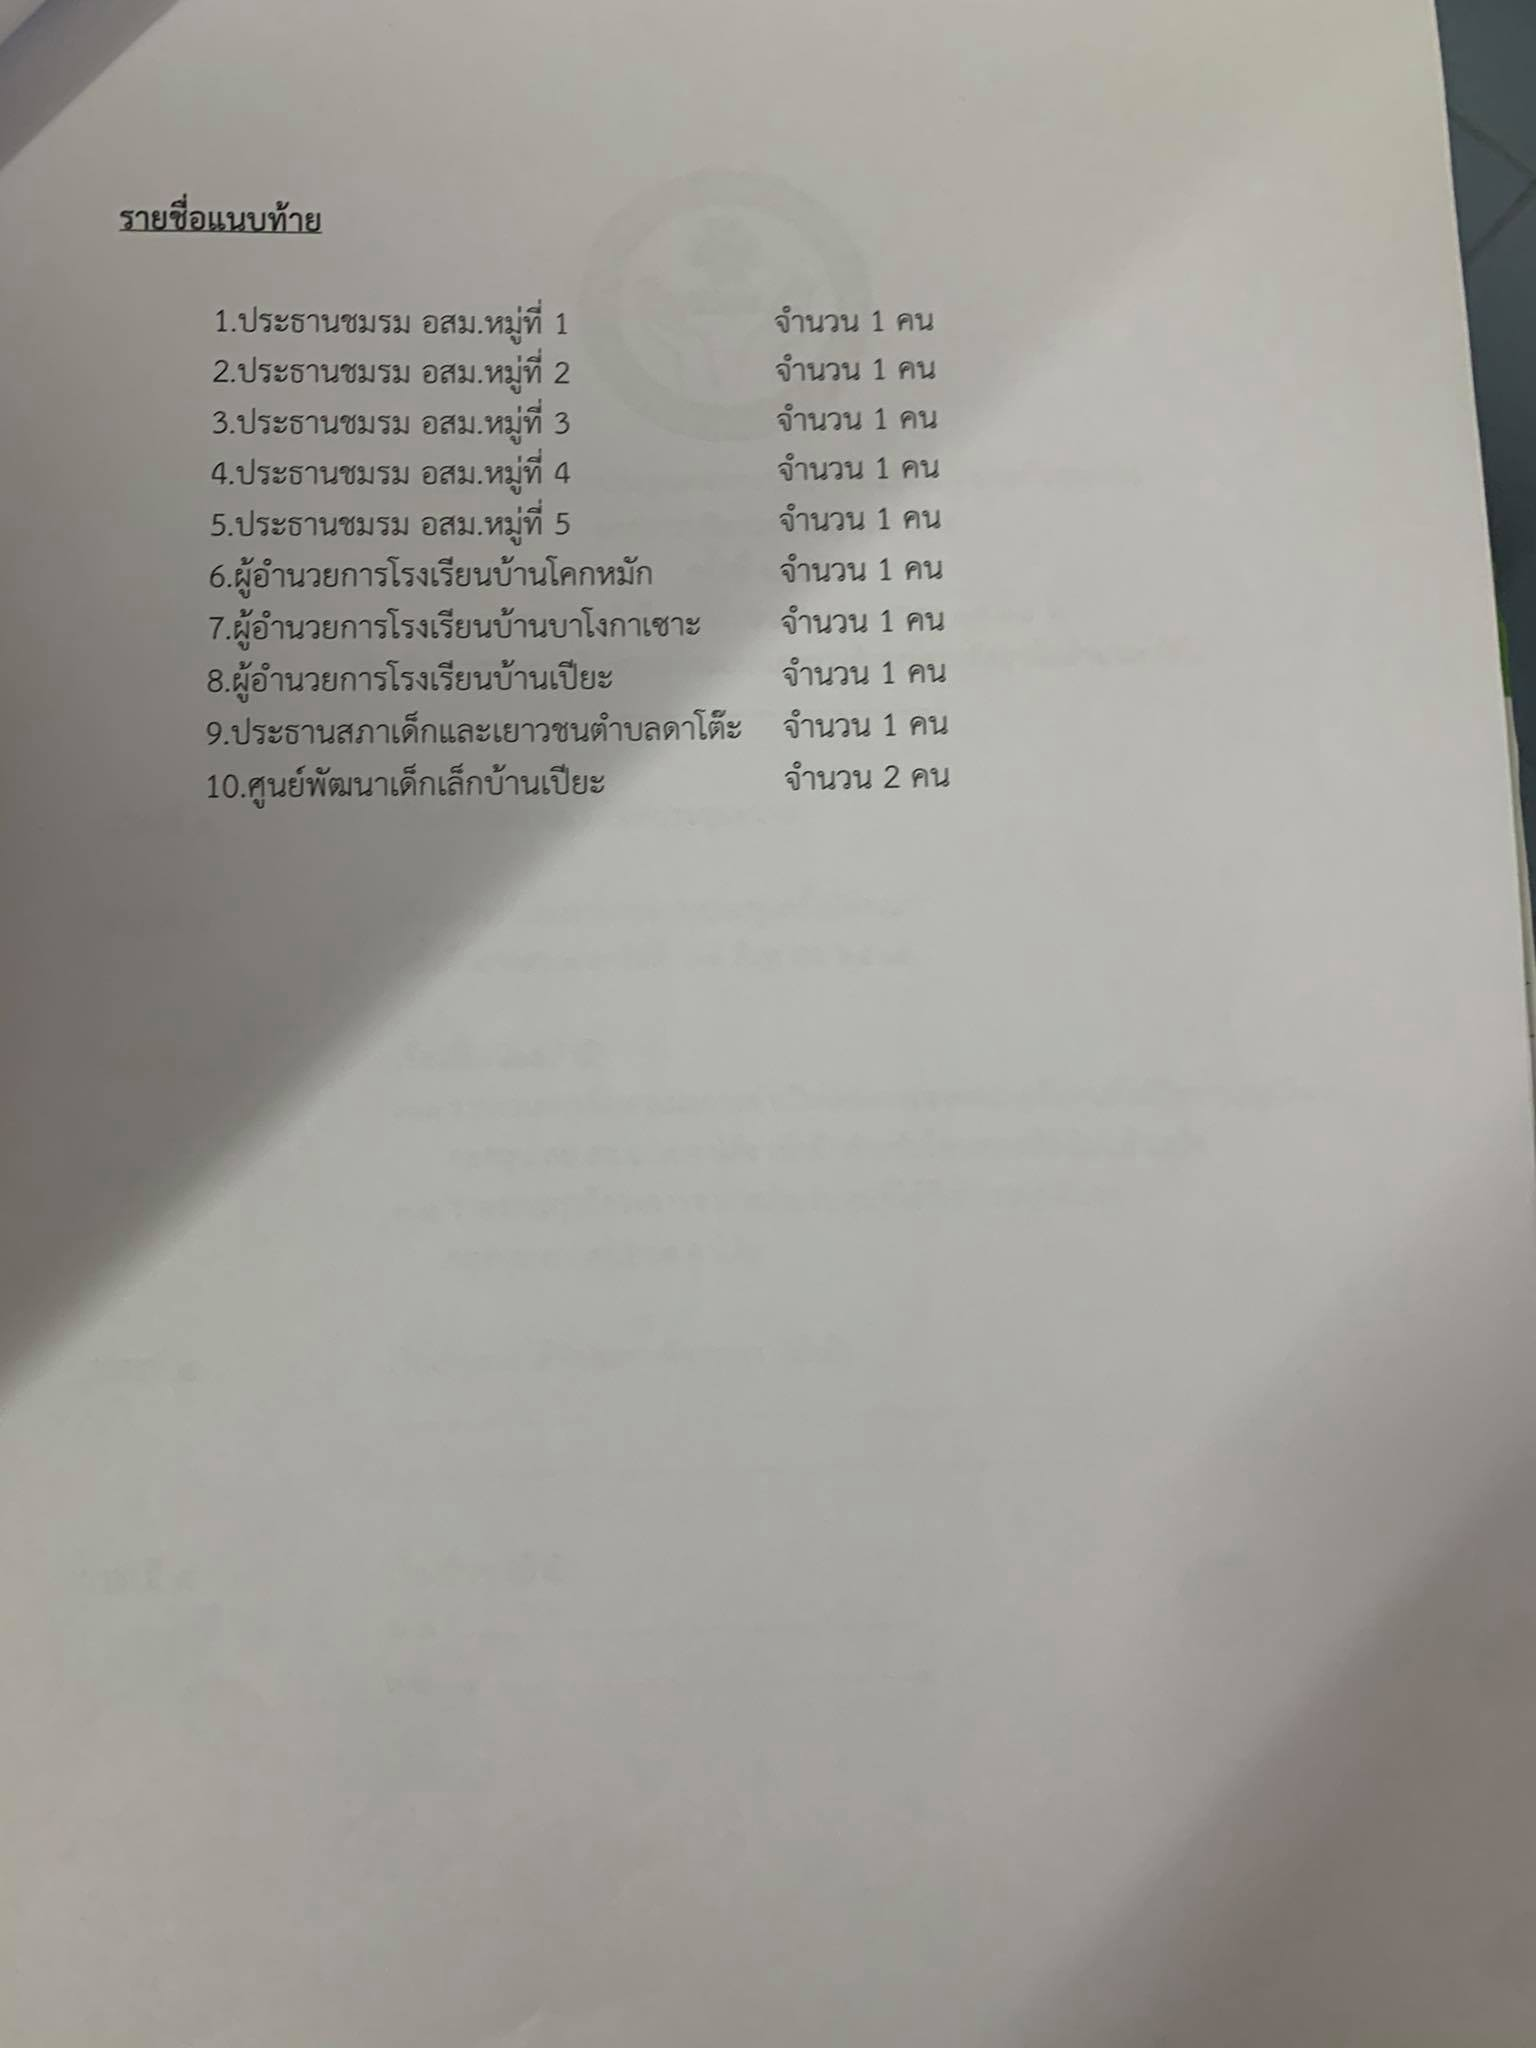 รายชื่อแนบท้าย
1.ประธานชมรม อสม.หมู่ที่ 1 จำนวน 1 คน
2.ประธานชมรม อสม.หมู่ที่ 2 จำนวน 1 คน
3.ประธานชมรม อสม.หมู่ที่ 3 จำนวน 1 คน
4.ประธานชมรม อสม.หมู่ที่ 4 จำนวน 1 คน
5.ประธานชมรม อสม.หมู่ที่ 5 จำนวน 1 คน
6.ผู้อำนวยการโรงเรียนบ้านโคกหมัก จำนวน 1 คน
7.ผู้อำนวยการโรงเรียนบ้านบาโงกาเซาะ จำนวน 1 คน
8.ผู้อำนวยการโรงเรียนบ้านเปียะ จำนวน 1 คน
9.ประธานสภาเด็กและเยาวชนตำบลดาโต๊ะ จำนวน 1 คน
10.ศูนย์พัฒนาเด็กเล็กบ้านเปียะ จำนวน 2 คน